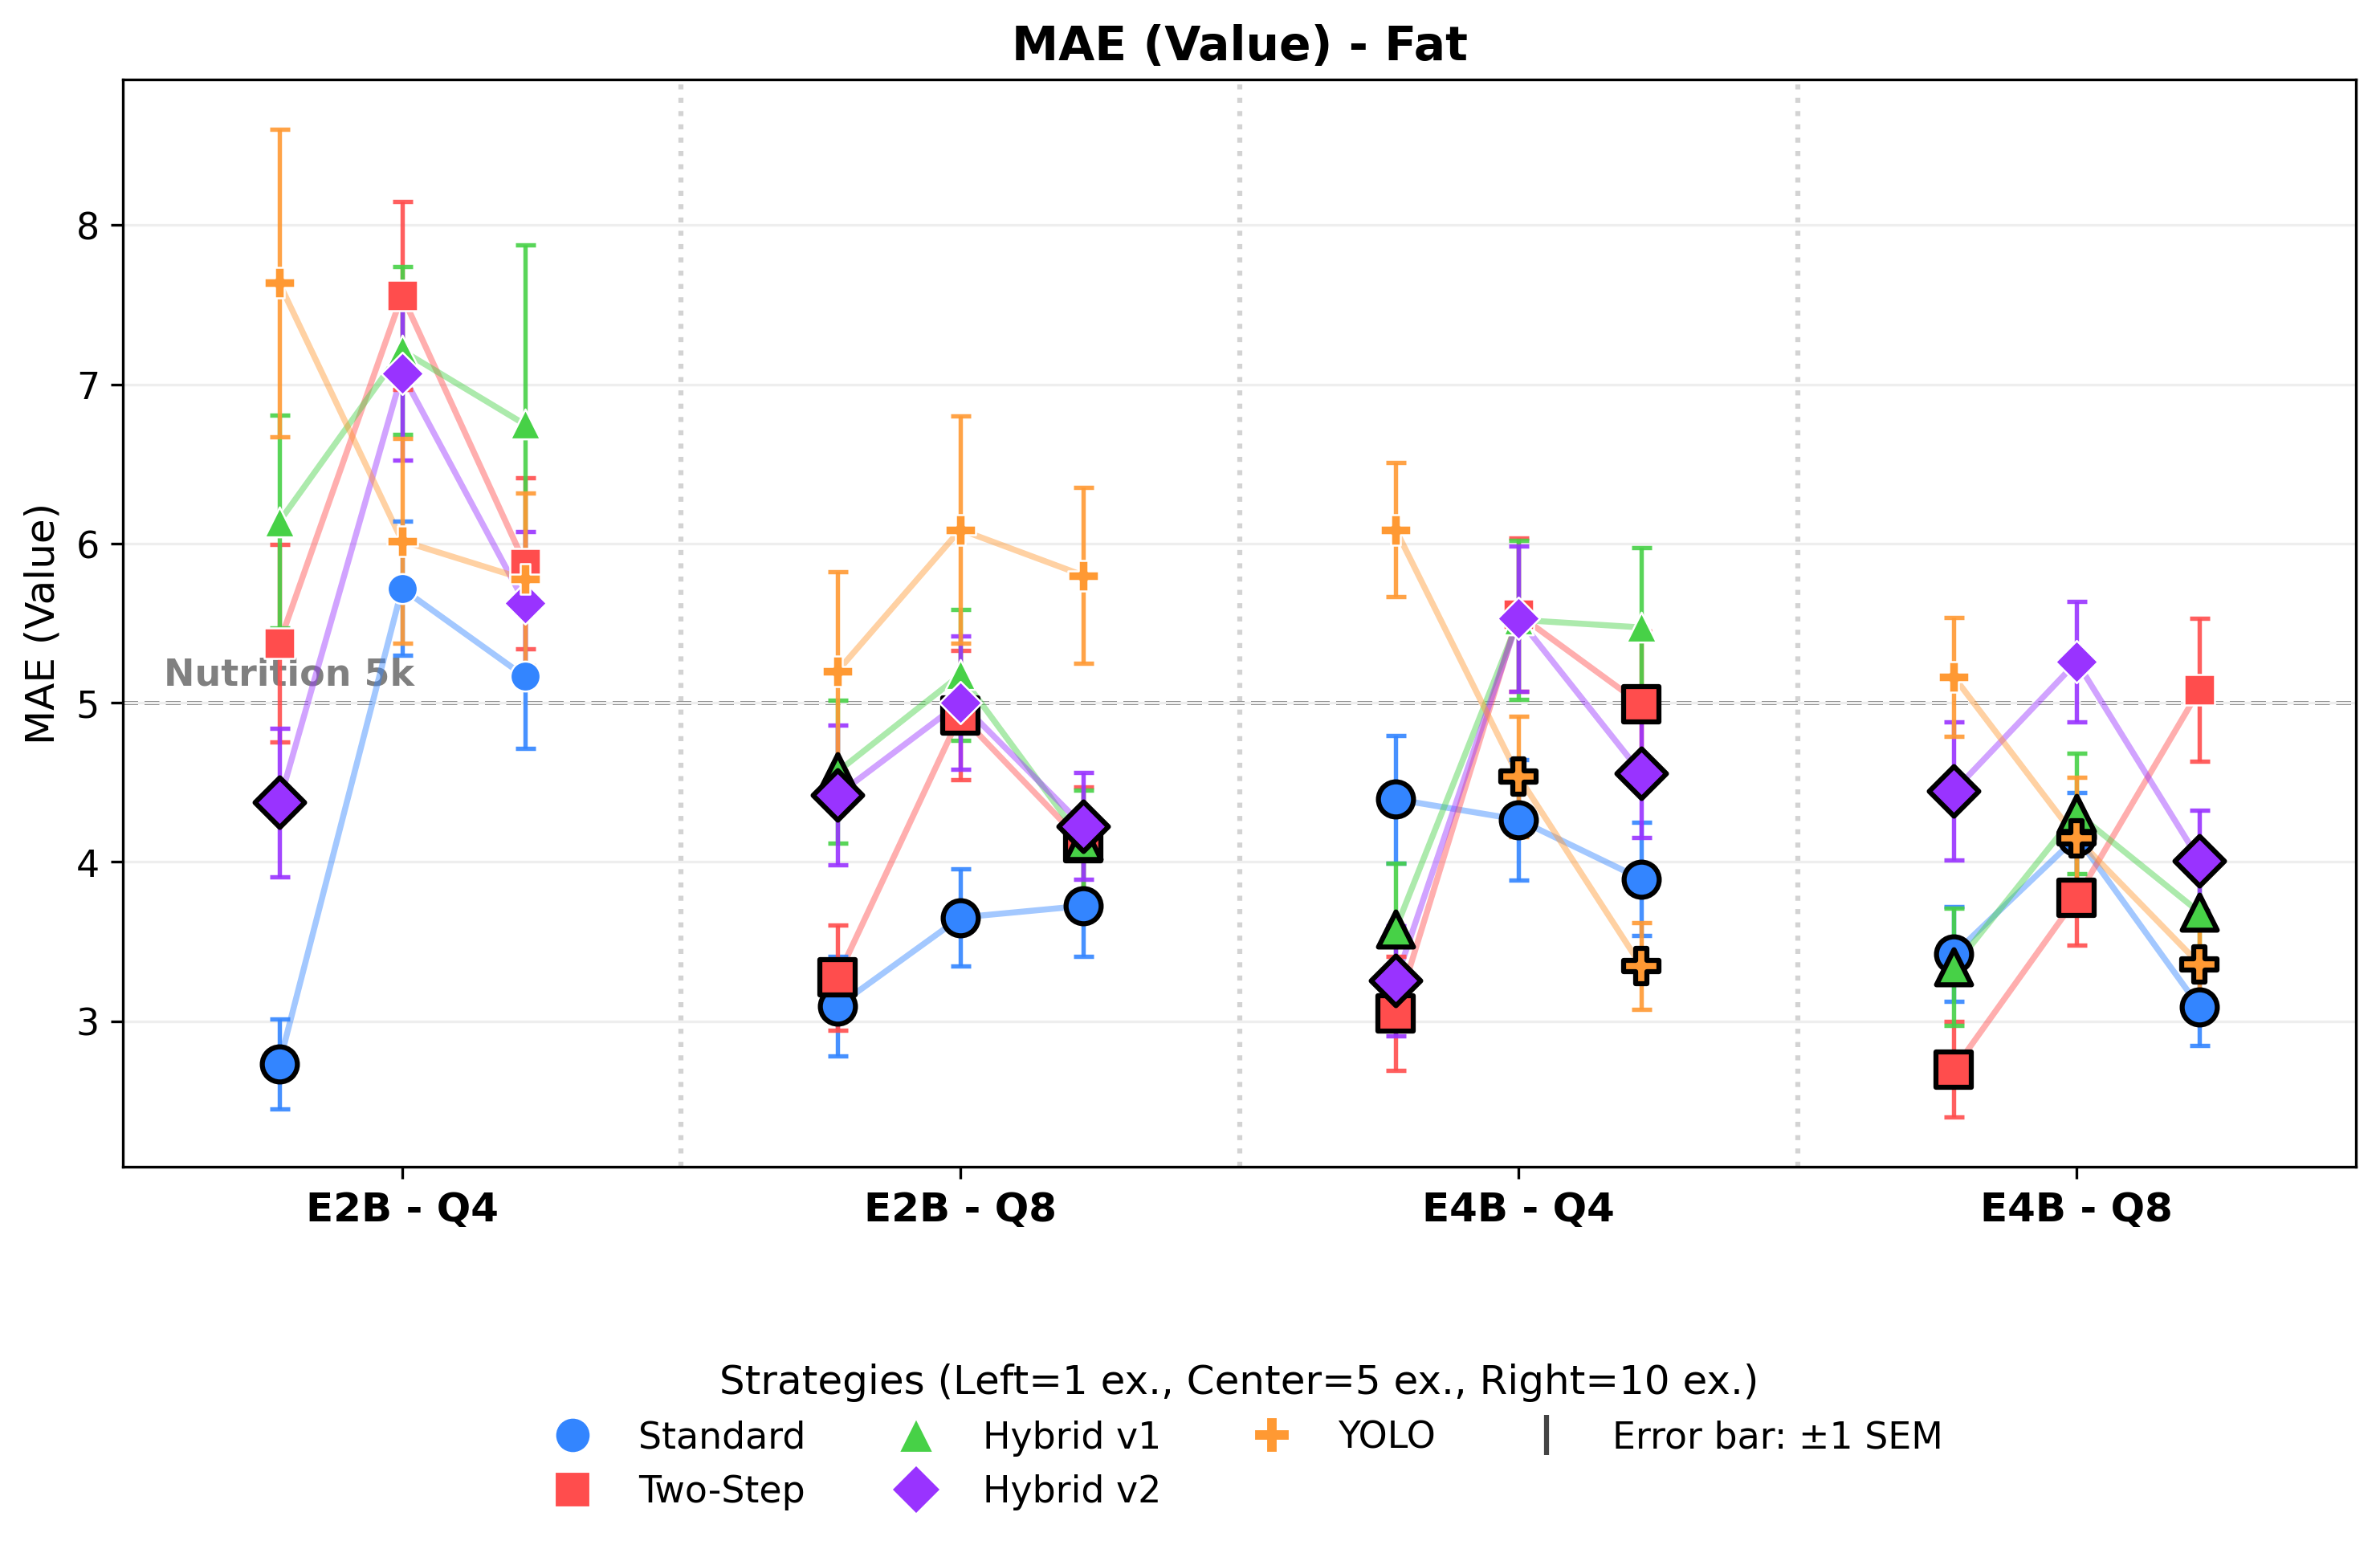 MAE (Value) - Fat
MAE (Value)
8
7
6
5
4
3
Nutrition 5k
E2B - Q4
E2B - Q8
E4B - Q4
E4B - Q8
Strategies (Left=1 ex., Center=5 ex., Right=10 ex.)
Standard
Two-Step
Hybrid v1
Hybrid v2
YOLO
Error bar: ±1 SEM